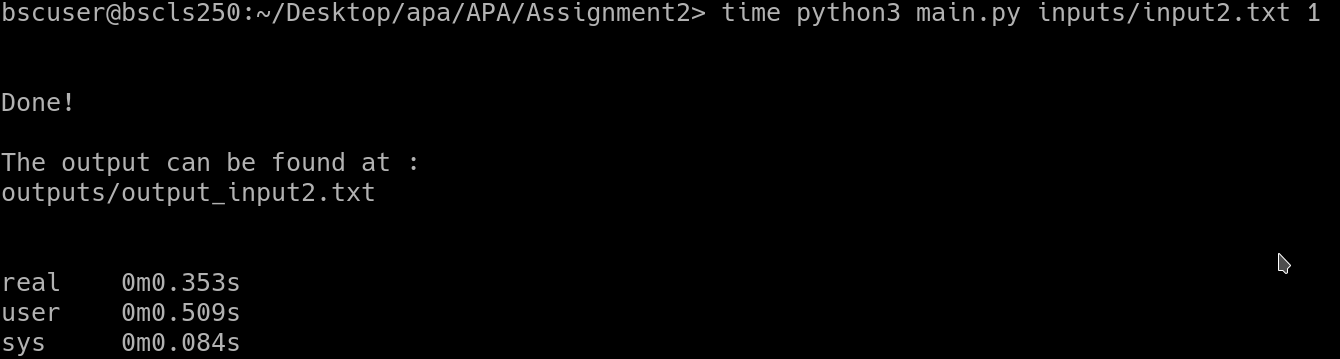 bscuser@bscls250:~/Desktop/apa/APA/Assignment2> time python3 main.py inputs/input2.txt 1
Done!
The output can be found at :
outputs/output_input2.txt
real    0m0.353s
user    0m0.509s
sys     0m0.084s